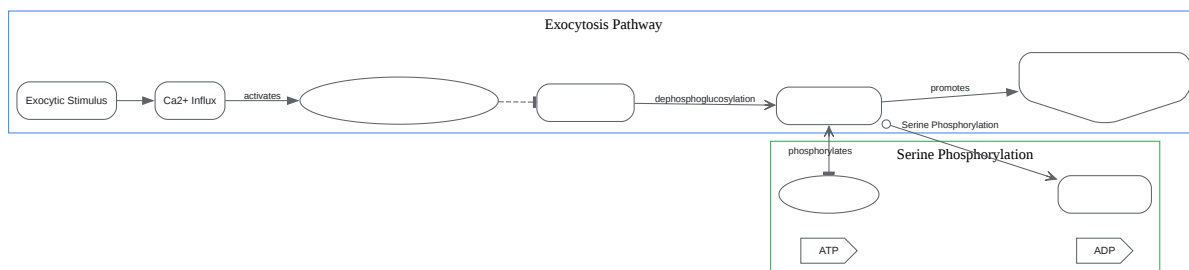 Exocytosis Pathway
Exocytic Stimulus
Ca2+ Influx
activates
dephosphoglucosylation
promotes
Serine Phosphorylation
phosphorylates
Serine Phosphorylation
ATP
ADP